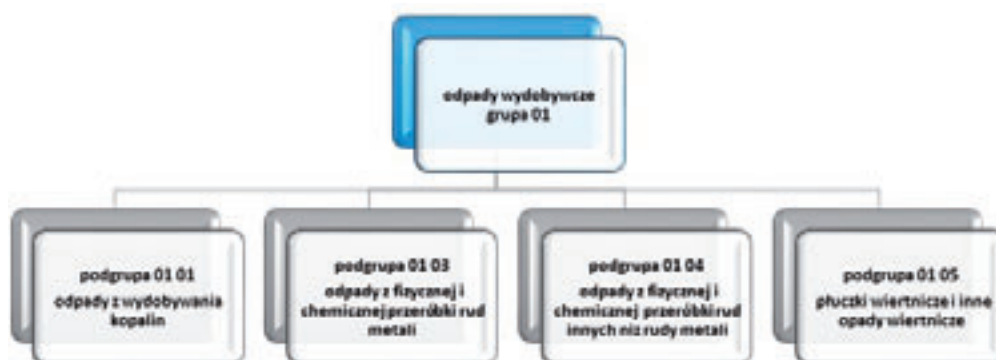 odpady wydobywcze
grupa 01
podgrupa 01 01
odpady z wydobywania
kopalin
podgrupa 01 03
odpady z fizycznej i
chemicznej przeróbki rud
metali
podgrupa 01 04
odpady z fizycznej i
chemicznej przeróbki rud
innych niz rudy metali
podgrupa 01 05
płuczki wiertnicze i inne
opady wiertnicze